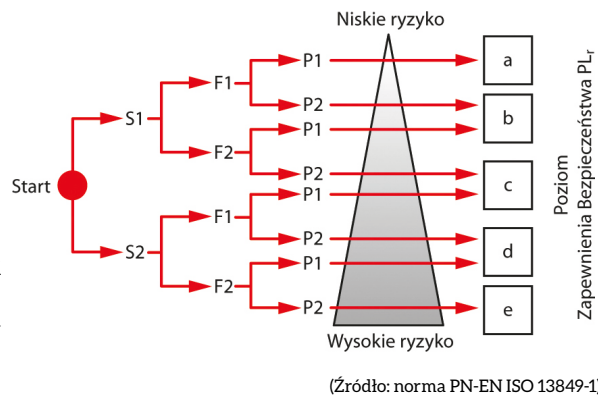 Niskie ryzyko
P1
a
F1
P2
b
S1
P1
F2
P2
c
Start
P1
F1
P2
d
S2
P1
F2
P2
e
Wysokie ryzyko
Poziom
Zapewnienia Bezpieczeństwa PLr
(Źródło: norma PN-EN ISO 13849-1)